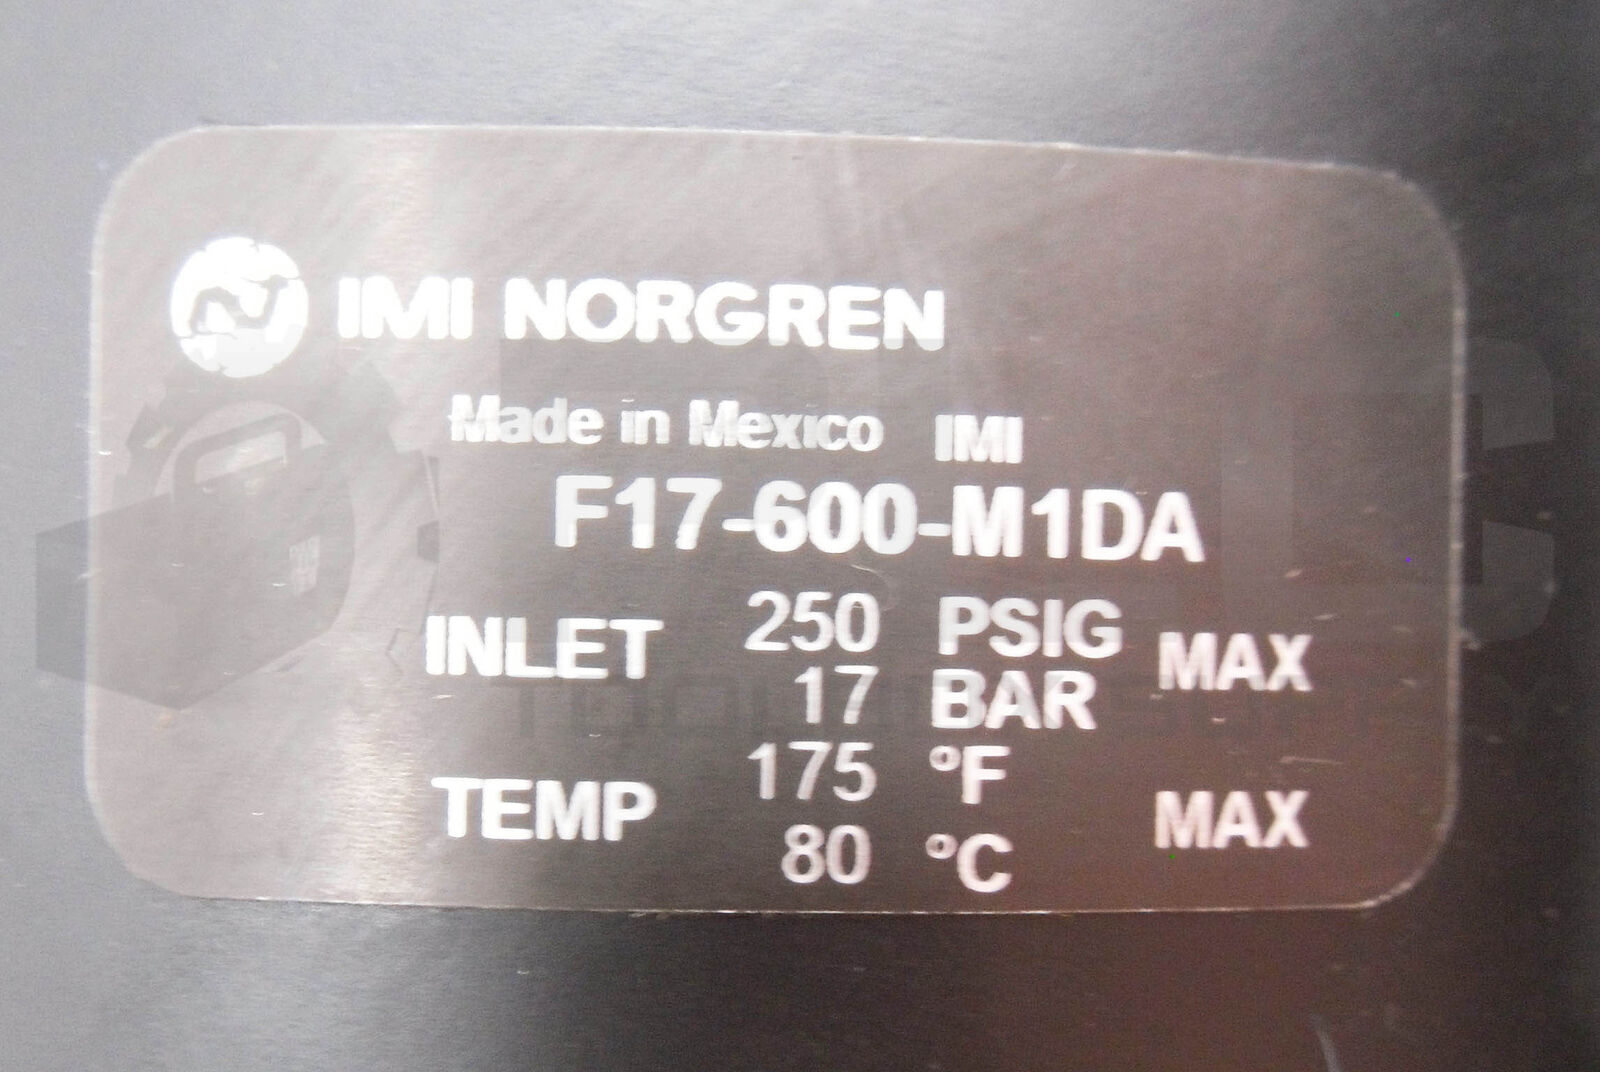 IMI NORGREN
Made in Mexico IMI
F17-600-M1DA
INLET 250 PSIG MAX
17 BAR
TEMP 175 °F MAX
80 °C